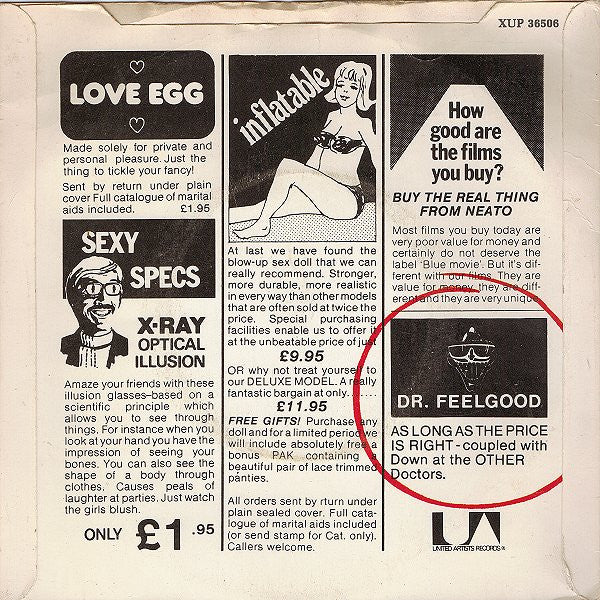 XUP 36506
LOVE EGG
Made solely for private and
personal pleasure. Just the
thing to tickle your fancy!
Sent by return under plain
cover Full catalogue of marital
aids included. £1.95
SEXY
SPECS
X-RAY
OPTICAL
ILLUSION
Amaze your friends with these
illusion glasses-based on a
scientific principle which
allows you to see through
things. For instance when you
look at your hand you have the
impression of seeing your
bones. You can also see the
shape of a body through
clothes. Causes peals of
laughter at parties. Just watch
the girls blush.
ONLY £1.95
inflatable
At last we have found the
blow-up sex doll that we can
really recommend. Stronger,
more durable, more realistic
in every way than other models
that are often sold at twice the
price. Special purchasing
facilities enable us to offer it
at the unbeatable price of just
£9.95
OR why not treat yourself to
our DELUXE MODEL. A really
fantastic bargain at only......
£11.95
FREE GIFTS! Purchase any
doll and for a limited period we
will include absolutely free a
bonus PAK containing a
beautiful pair of lace trimmed
panties.
All orders sent by rturn under
plain sealed cover. Full cata-
logue of marital aids included
(or send stamp for Cat. only).
Callers welcome.
How
good are
the films
you buy?
BUY THE REAL THING
FROM NEATO
Most films you buy today are
very poor value for money and
certainly do not deserve the
label 'Blue movie'. But it's dif-
ferent with our films. They are
value for money, they are diff-
erent and they are very unique.
DR. FEELGOOD
AS LONG AS THE PRICE
IS RIGHT - coupled with
Down at the OTHER
Doctors.
UA
UNITED ARTISTS RECORDS